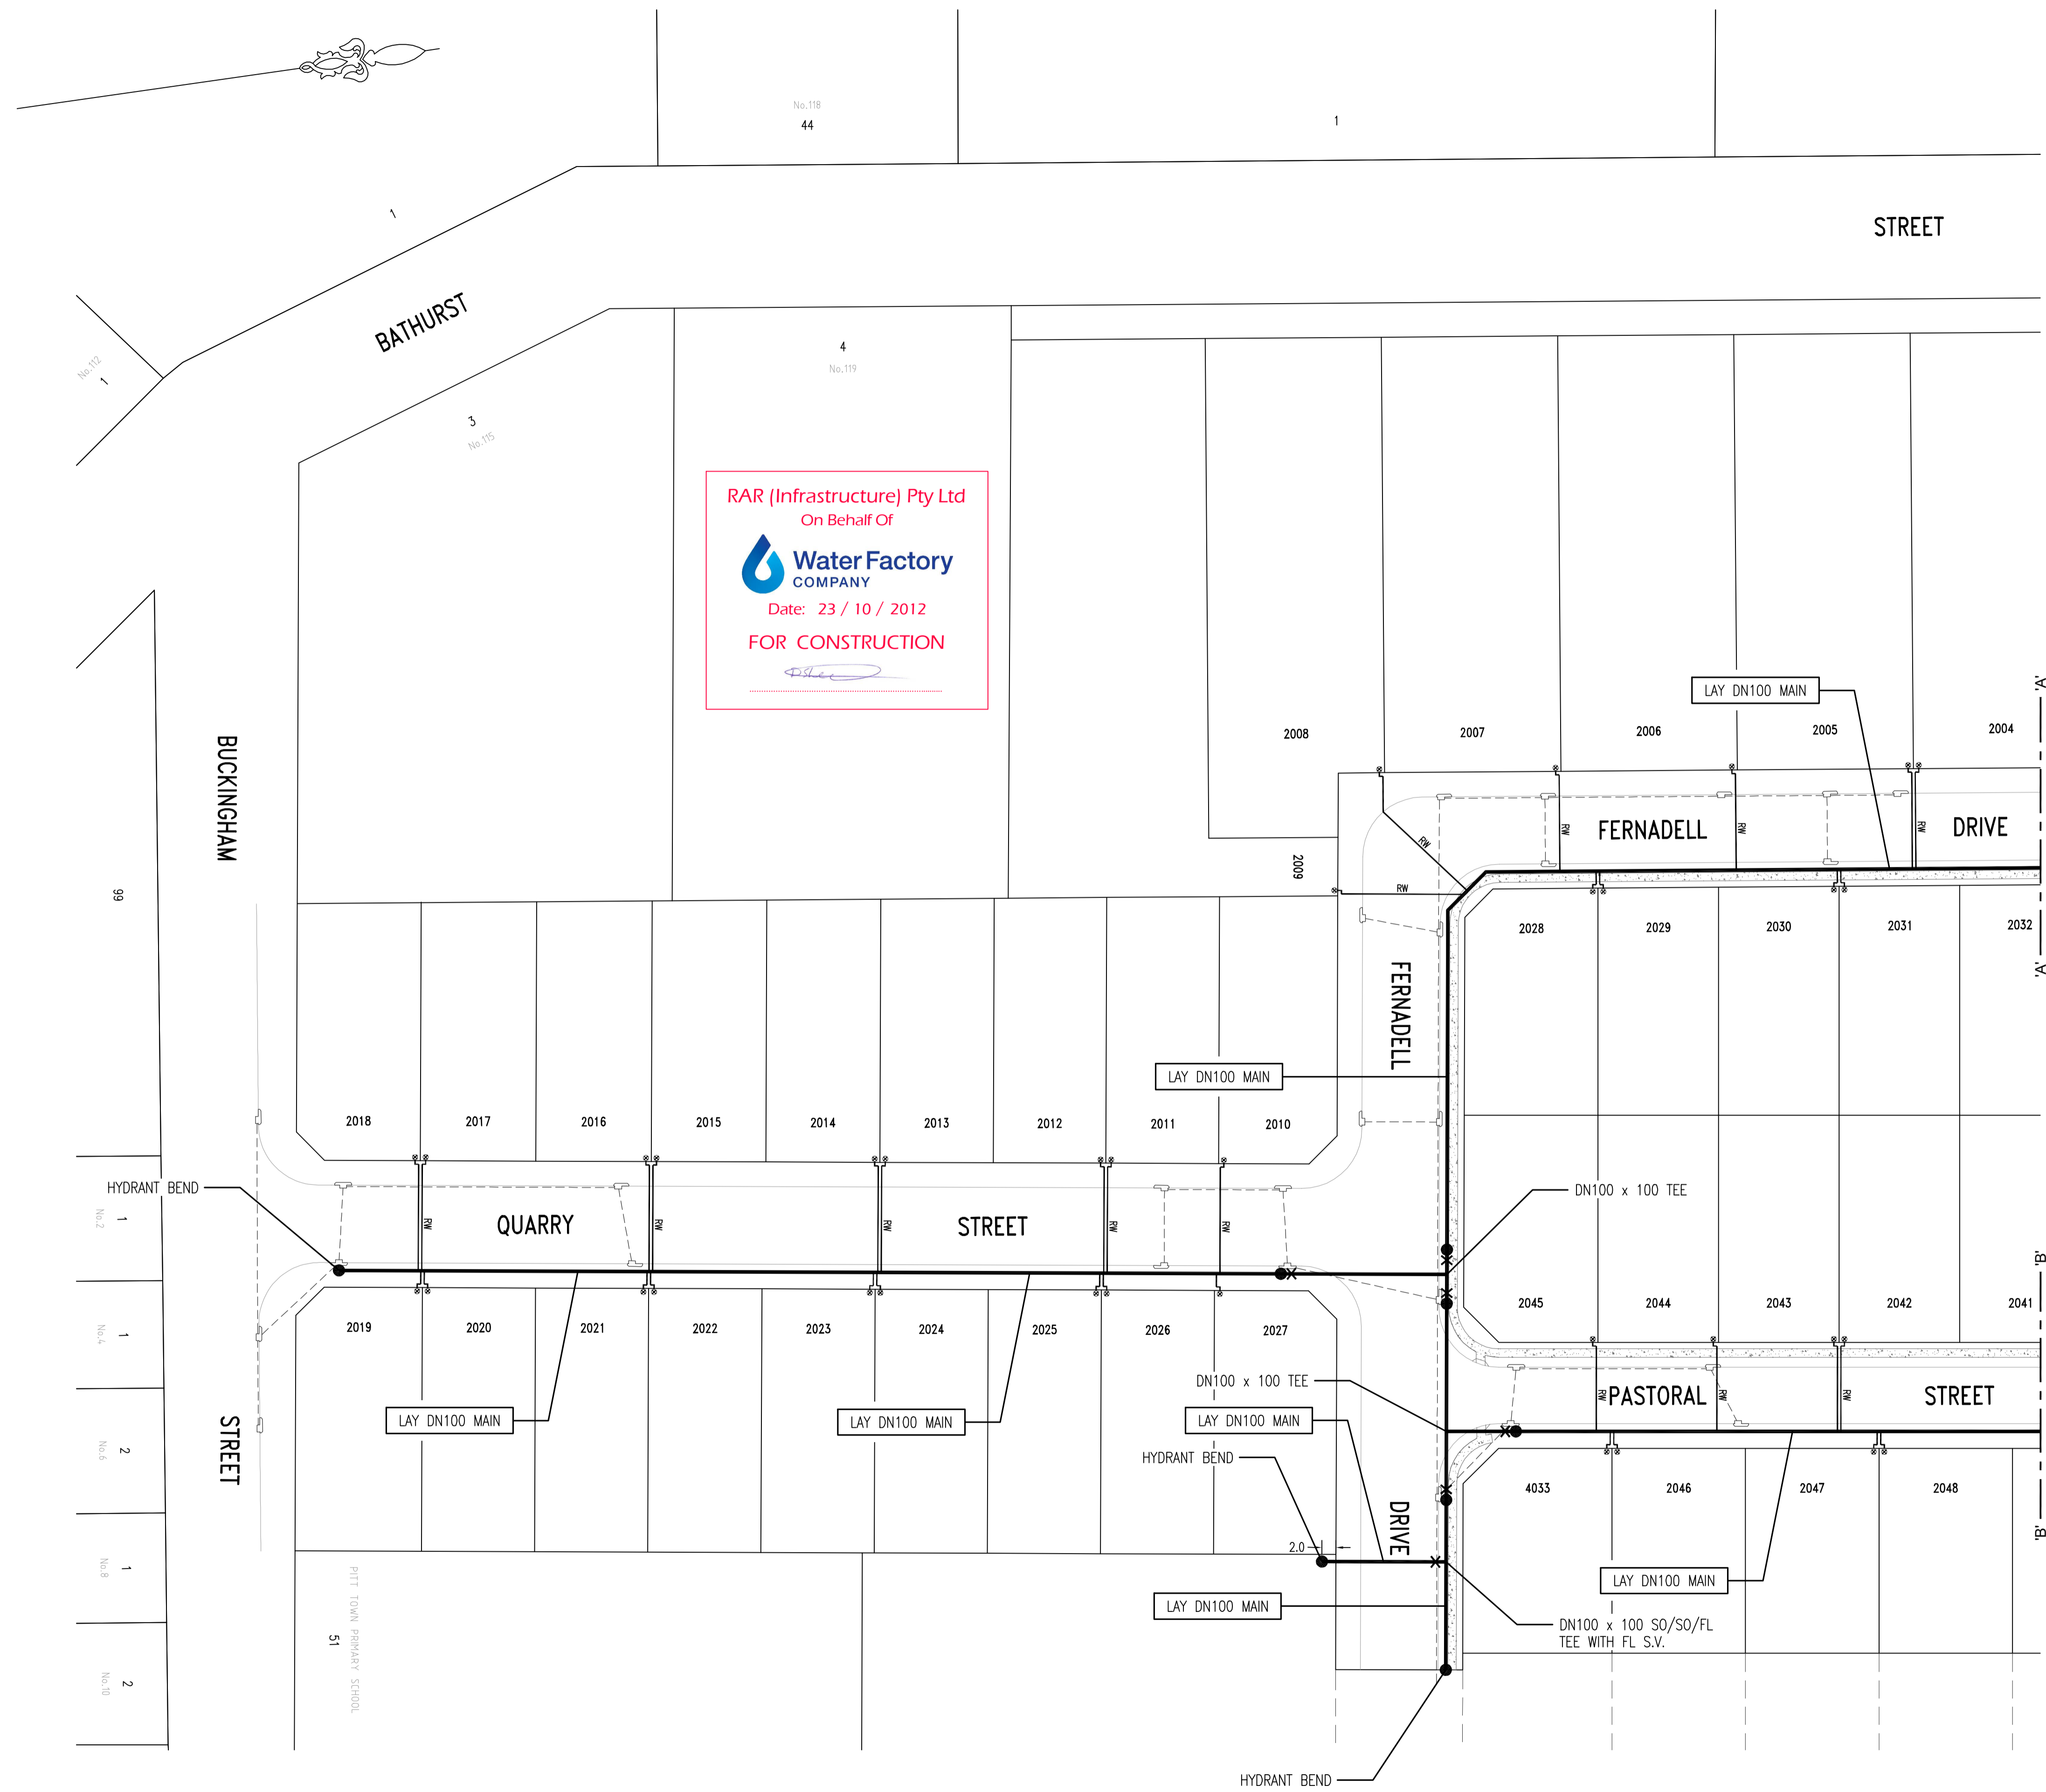 No.118
44
1
STREET
1
BATHURST
No.112
1
4
No.119
3
No.115
RAR (Infrastructure) Pty Ltd
On Behalf Of
Water Factory
COMPANY
Date: 23 / 10 / 2012
FOR CONSTRUCTION
LAY DN100 MAIN
'A'
2008
2007
2006
2005
2004
BUCKINGHAM
99
2009
RW
RW
RW
RW
RW
FERNADELL
DRIVE
2028
2029
2030
2031
2032
'A'
FERNADELL
LAY DN100 MAIN
2018
2017
2016
2015
2014
2013
2012
2011
2010
HYDRANT BEND
1
No.2
RW
QUARRY
RW
RW
STREET
RW
RW
DN100 x 100 TEE
'B'
1
No.4
2019
2020
2021
2022
2023
2024
2025
2026
2027
2045
2044
2043
2042
2041
DN100 x 100 TEE
RW
PASTORAL
RW
RW
STREET
LAY DN100 MAIN
LAY DN100 MAIN
LAY DN100 MAIN
STREET
2
No.6
HYDRANT BEND
4033
2046
2047
2048
DRIVE
'B'
2.0
1
No.8
LAY DN100 MAIN
LAY DN100 MAIN
DN100 x 100 SO/SO/FL
TEE WITH FL S.V.
51
PITT TOWN PRIMARY SCHOOL
2
No.10
HYDRANT BEND